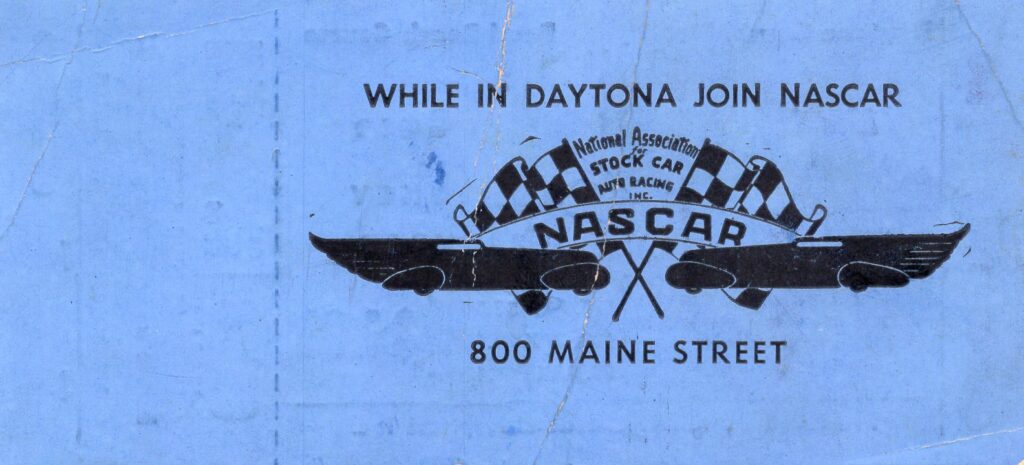 WHILE IN DAYTONA JOIN NASCAR
National Association
for
STOCK CAR
AUTO RACING
INC.
NASCAR
800 MAINE STREET